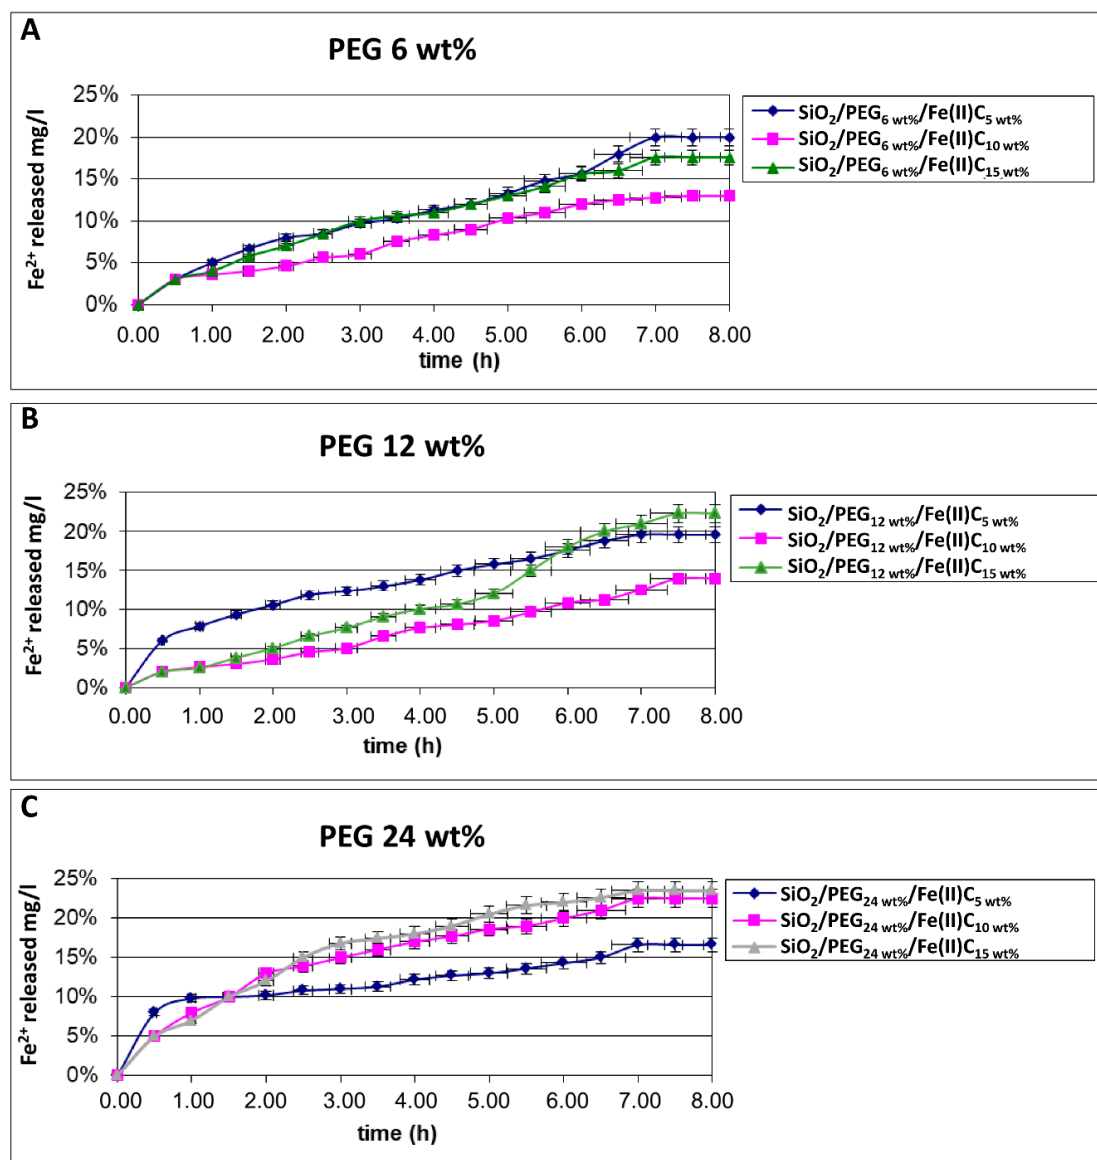 A
PEG 6 wt%
Fe²⁺ released mg/l
25%
20%
15%
10%
5%
0%
0.00 1.00 2.00 3.00 4.00 5.00 6.00 7.00 8.00
time (h)
SiO₂/PEG₆ wt%/Fe(II)C₅ wt%
SiO₂/PEG₆ wt%/Fe(II)C₁₀ wt%
SiO₂/PEG₆ wt%/Fe(II)C₁₅ wt%
B
PEG 12 wt%
Fe²⁺ released mg/l
25%
20%
15%
10%
5%
0%
0.00 1.00 2.00 3.00 4.00 5.00 6.00 7.00 8.00
time (h)
SiO₂/PEG₁₂ wt%/Fe(II)C₅ wt%
SiO₂/PEG₁₂ wt%/Fe(II)C₁₀ wt%
SiO₂/PEG₁₂ wt%/Fe(II)C₁₅ wt%
C
PEG 24 wt%
Fe²⁺ released mg/l
25%
20%
15%
10%
5%
0%
0.00 1.00 2.00 3.00 4.00 5.00 6.00 7.00 8.00
time (h)
SiO₂/PEG₂₄ wt%/Fe(II)C₅ wt%
SiO₂/PEG₂₄ wt%/Fe(II)C₁₀ wt%
SiO₂/PEG₂₄ wt%/Fe(II)C₁₅ wt%